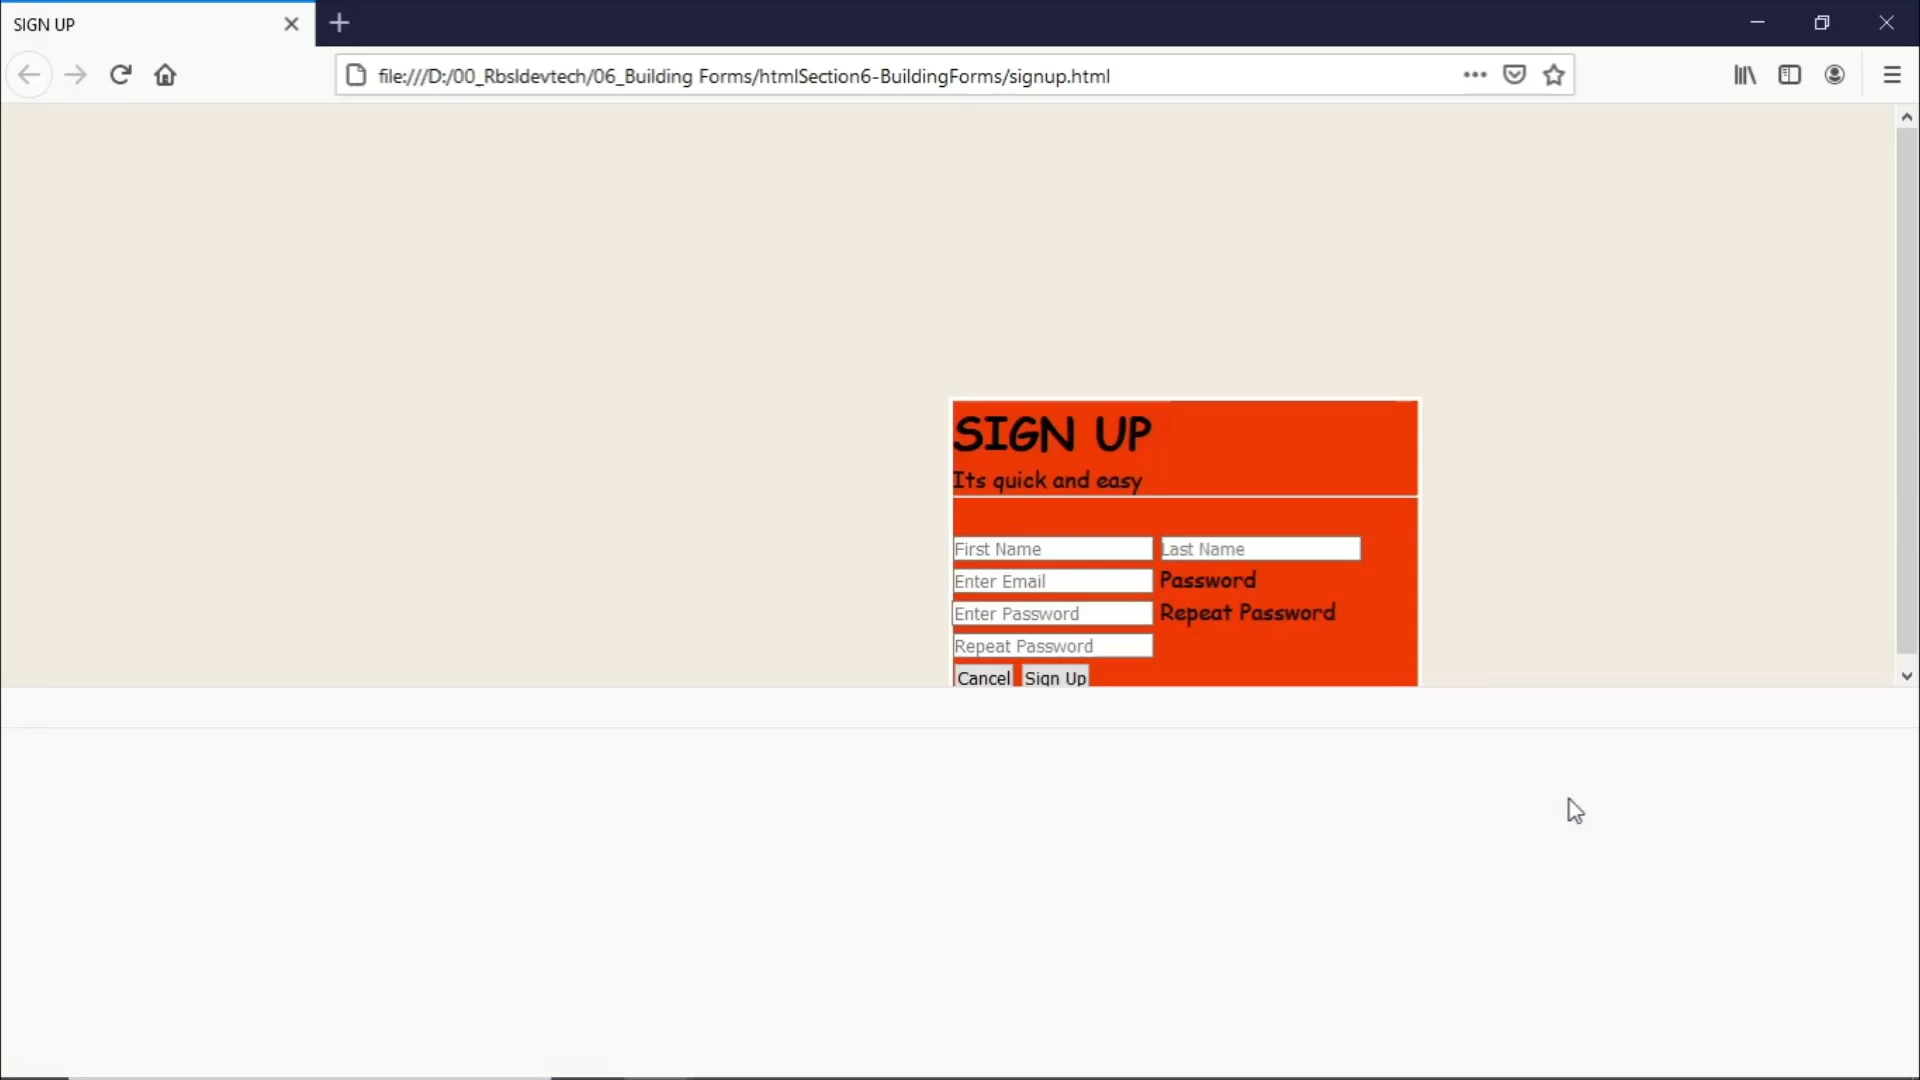 SIGN UP
file:///D:/00_Rbsldevtech/06_Building Forms/htmlSection6-BuildingForms/signup.html
SIGN UP
Its quick and easy
First Name Last Name
Enter Email Password
Enter Password Repeat Password
Repeat Password
Cancel Sign Up